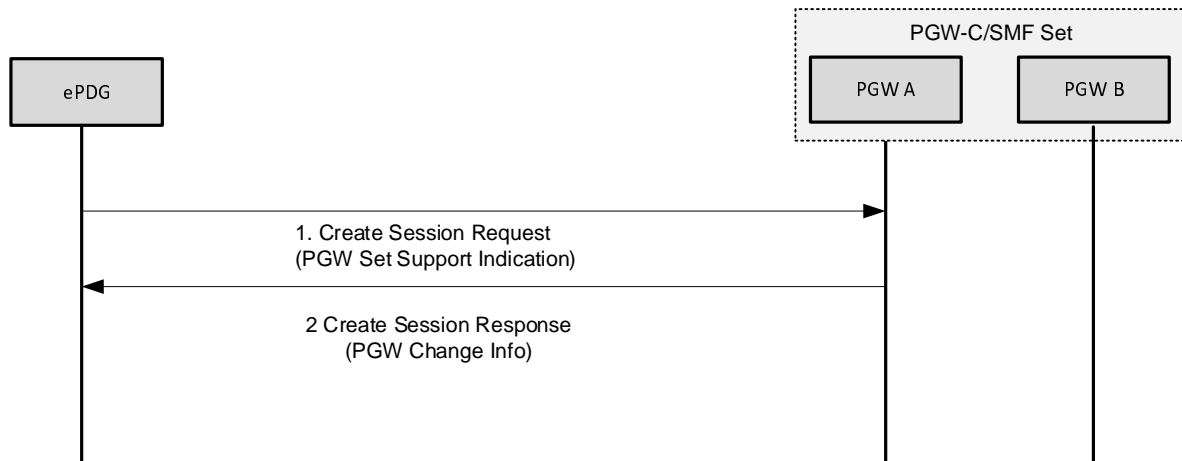 PGW-C/SMF Set
ePDG
PGW A
PGW B
1. Create Session Request
(PGW Set Support Indication)
2 Create Session Response
(PGW Change Info)